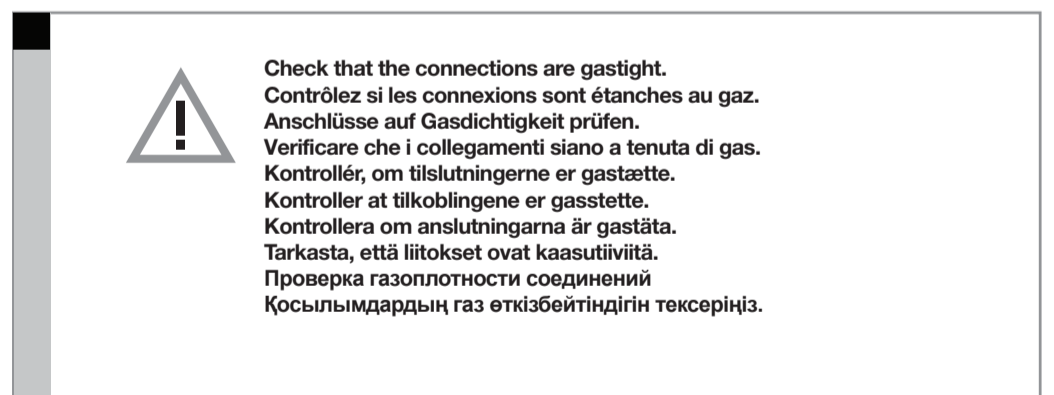 Check that the connections are gastight.
Contrôlez si les connexions sont étanches au gaz.
Anschlüsse auf Gasdichtigkeit prüfen.
Verificare che i collegamenti siano a tenuta di gas.
Kontrollér, om tilslutningerne er gastætte.
Kontroller at tilkoblingene er gasstette.
Kontrollera om anslutningarna är gastäta.
Tarkasta, että liitokset ovat kaasutiiviitä.
Проверка газоплотности соединений
Қосылымдардың газ өткізбейтіндігін тексеріңіз.